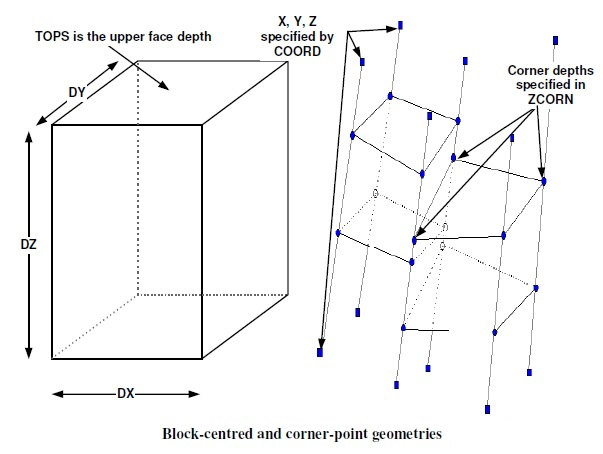 TOPS is the upper face depth
DY
DZ
DX
X, Y, Z
specified by
COORD
Corner depths
specified in
ZCORN
Block-centred and corner-point geometries